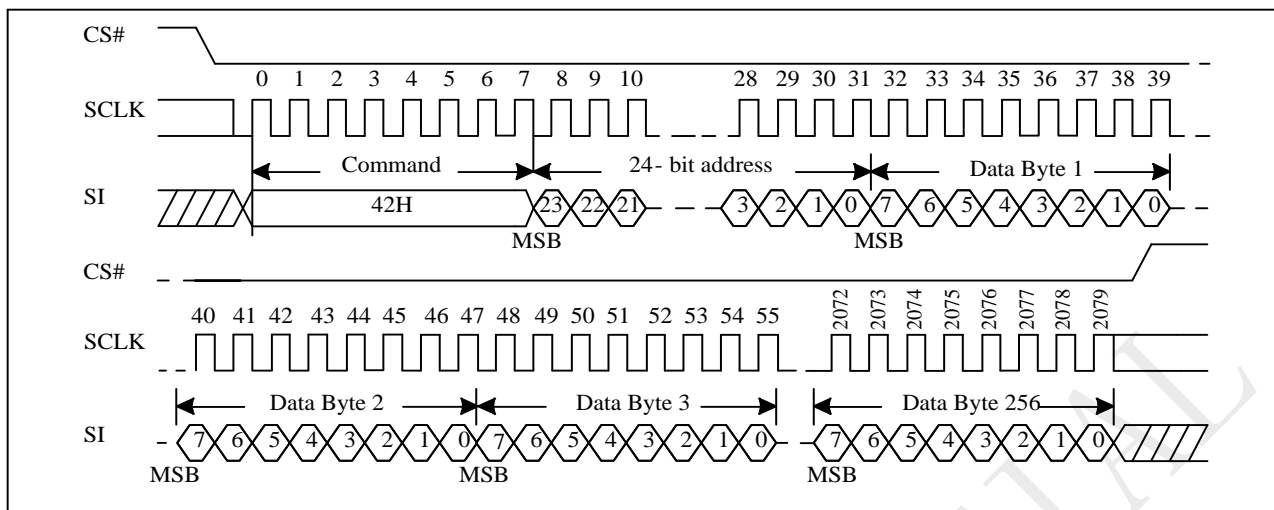 CS#
0 1 2 3 4 5 6 7 8 9 10 28 29 30 31 32 33 34 35 36 37 38 39
SCLK
Command 24- bit address Data Byte 1
SI 42H 23 22 21 3 2 1 0 7 6 5 4 3 2 1 0
MSB MSB
CS#
40 41 42 43 44 45 46 47 48 49 50 51 52 53 54 55 2072 2073 2074 2075 2076 2077 2078 2079
SCLK
Data Byte 2 Data Byte 3 Data Byte 256
SI 7 6 5 4 3 2 1 0 7 6 5 4 3 2 1 0 7 6 5 4 3 2 1 0
MSB MSB MSB